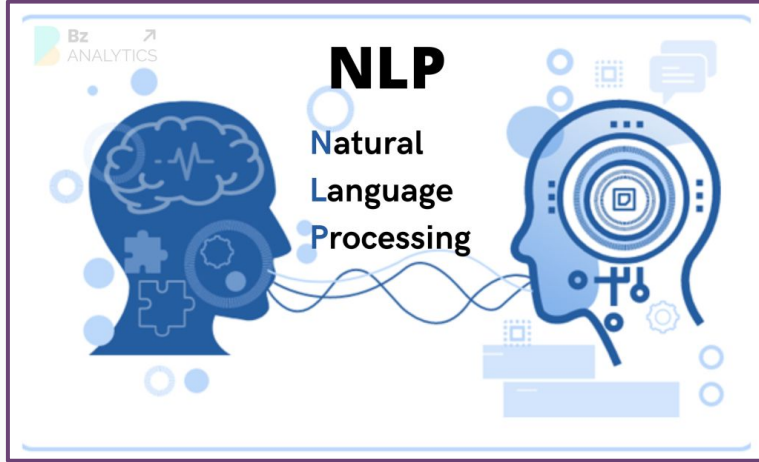 Bz
ANALYTICS
NLP
Natural
Language
Processing